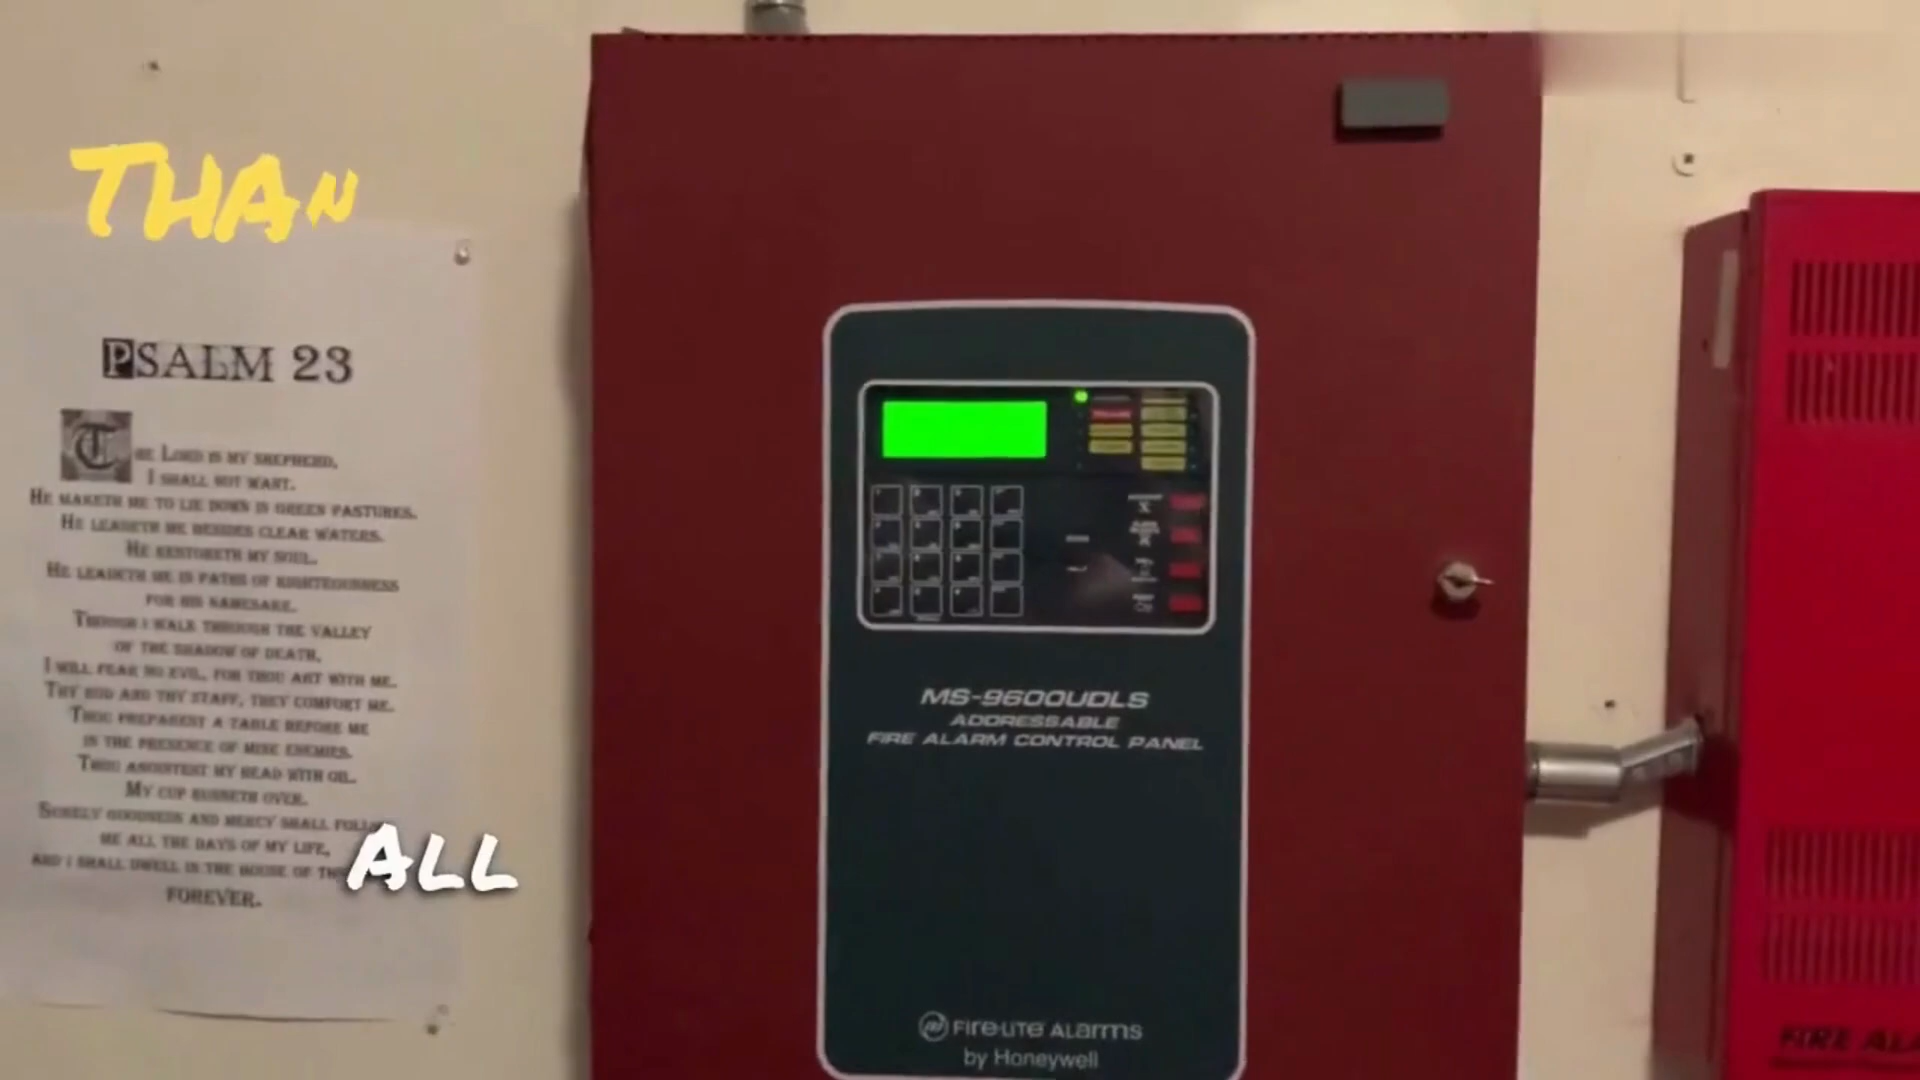 THAN
PSALM 23
THE LORD IS MY SHEPHERD,
I SHALL NOT WANT.
HE MAKETH ME TO LIE DOWN IN GREEN PASTURES.
HE LEADETH ME BESIDES CLEAR WATERS.
HE RESTORETH MY SOUL.
HE LEADETH ME IN PATHS OF RIGHTEOUSNESS
FOR HIS NAMESAKE.
THOUGH I WALK THROUGH THE VALLEY
OF THE SHADOW OF DEATH,
I WILL FEAR NO EVIL, FOR THOU ART WITH ME.
THY ROD AND THY STAFF, THEY COMFORT ME.
THOU PREPAREST A TABLE BEFORE ME
IN THE PRESENCE OF MINE ENEMIES.
THOU ANOINTEST MY HEAD WITH OIL.
MY CUP RUNNETH OVER.
SURELY GOODNESS AND MERCY SHALL FOLL
ME ALL THE DAYS OF MY LIFE,
AND I SHALL DWELL IN THE HOUSE OF TH
FOREVER.
ALL
MS-9600UDLS
ADDRESSABLE
FIRE ALARM CONTROL PANEL
FIRE-LITE ALARMS
by Honeywell
FIRE ALA